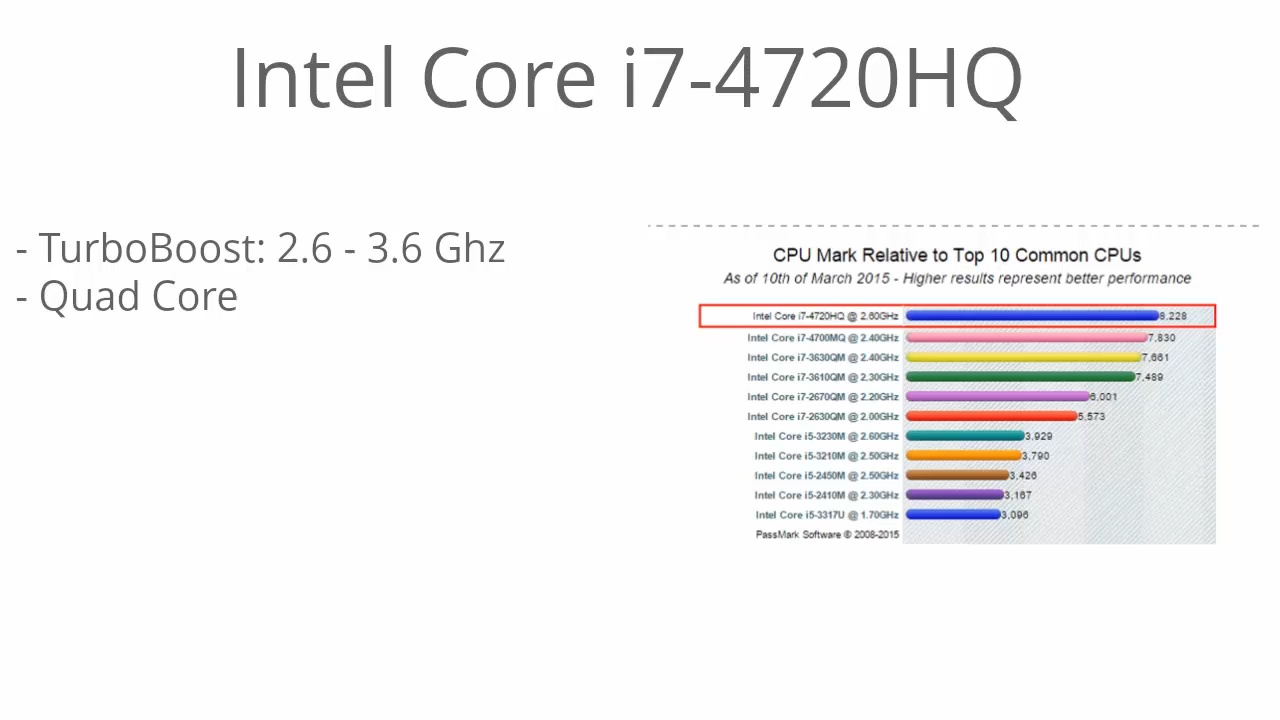 Intel Core i7-4720HQ
- TurboBoost: 2.6 - 3.6 Ghz
- Quad Core
CPU Mark Relative to Top 10 Common CPUs
As of 10th of March 2015 - Higher results represent better performance
Intel Core i7-4720HQ @ 2.60GHz 8,228
Intel Core i7-4700MQ @ 2.40GHz 7,830
Intel Core i7-3630QM @ 2.40GHz 7,661
Intel Core i7-3610QM @ 2.30GHz 7,489
Intel Core i7-2670QM @ 2.20GHz 6,001
Intel Core i7-2630QM @ 2.00GHz 5,573
Intel Core i5-3230M @ 2.60GHz 3,929
Intel Core i5-3210M @ 2.50GHz 3,790
Intel Core i5-2450M @ 2.50GHz 3,426
Intel Core i5-2410M @ 2.30GHz 3,167
Intel Core i5-3317U @ 1.70GHz 3,096
PassMark Software © 2008-2015